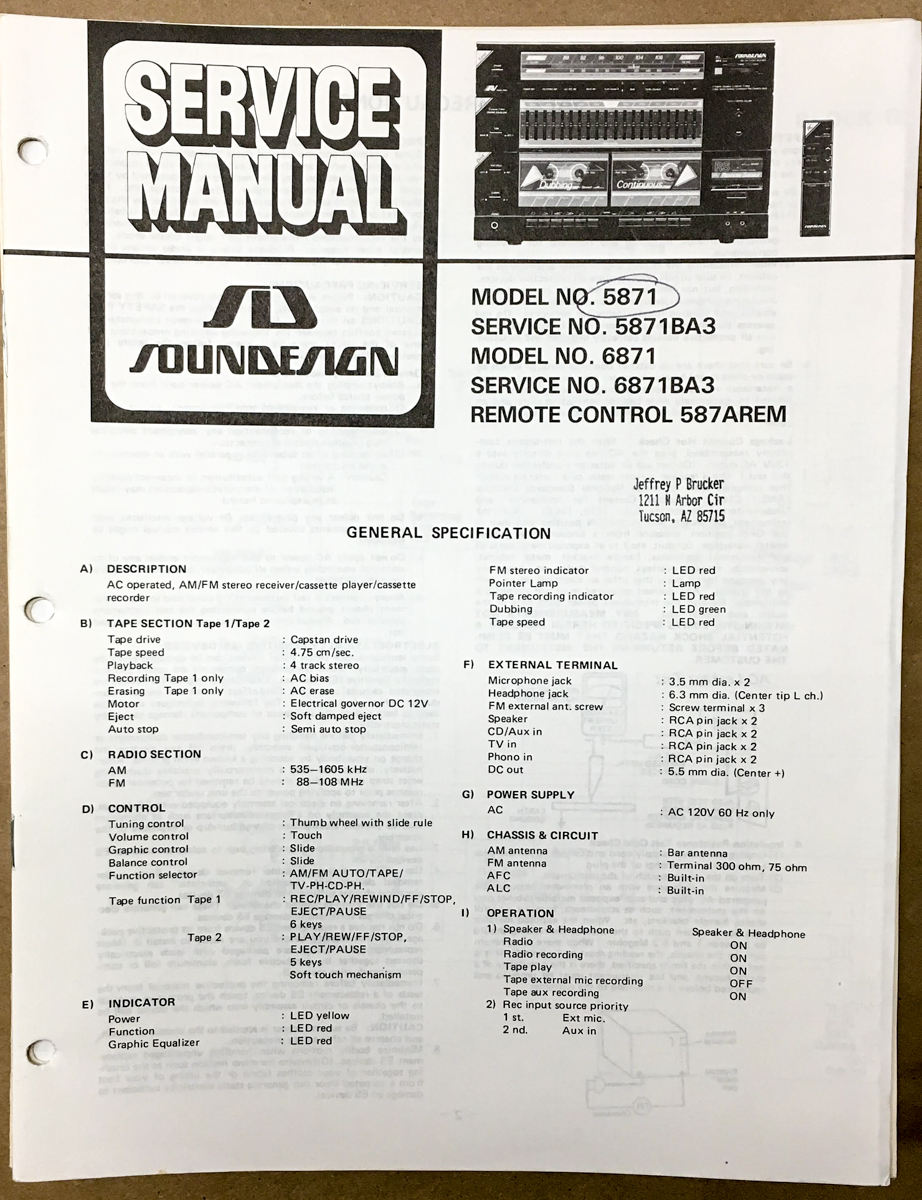 SERVICE
MANUAL
SD
SOUNDESIGN
88 92 96 100 104 108
SOUNDESIGN
Dubbing
Continuous
MODEL NO. 5871
SERVICE NO. 5871BA3
MODEL NO. 6871
SERVICE NO. 6871BA3
REMOTE CONTROL 587AREM
Jeffrey P Brucker
1211 N Arbor Cir
Tucson, AZ 85715
GENERAL SPECIFICATION
A) DESCRIPTION
AC operated, AM/FM stereo receiver/cassette player/cassette
recorder
B) TAPE SECTION Tape 1/Tape 2
Tape drive : Capstan drive
Tape speed : 4.75 cm/sec.
Playback : 4 track stereo
Recording Tape 1 only : AC bias
Erasing Tape 1 only : AC erase
Motor : Electrical governor DC 12V
Eject : Soft damped eject
Auto stop : Semi auto stop
C) RADIO SECTION
AM : 535–1605 kHz
FM : 88–108 MHz
D) CONTROL
Tuning control : Thumb wheel with slide rule
Volume control : Touch
Graphic control : Slide
Balance control : Slide
Function selector : AM/FM AUTO/TAPE/
TV-PH-CD-PH.
Tape function Tape 1 : REC/PLAY/REWIND/FF/STOP,
EJECT/PAUSE
6 keys
Tape 2 : PLAY/REW/FF/STOP,
EJECT/PAUSE
5 keys
Soft touch mechanism
E) INDICATOR
Power : LED yellow
Function : LED red
Graphic Equalizer : LED red
FM stereo indicator : LED red
Pointer Lamp : Lamp
Tape recording indicator : LED red
Dubbing : LED green
Tape speed : LED red
F) EXTERNAL TERMINAL
Microphone jack : 3.5 mm dia. x 2
Headphone jack : 6.3 mm dia. (Center tip L ch.)
FM external ant. screw : Screw terminal x 3
Speaker : RCA pin jack x 2
CD/Aux in : RCA pin jack x 2
TV in : RCA pin jack x 2
Phono in : RCA pin jack x 2
DC out : 5.5 mm dia. (Center +)
G) POWER SUPPLY
AC : AC 120V 60 Hz only
H) CHASSIS & CIRCUIT
AM antenna : Bar antenna
FM antenna : Terminal 300 ohm, 75 ohm
AFC : Built-in
ALC : Built-in
I) OPERATION
1) Speaker & Headphone Speaker & Headphone
Radio ON
Radio recording ON
Tape play ON
Tape external mic recording OFF
Tape aux recording ON
2) Rec input source priority
1 st. Ext mic.
2 nd. Aux in